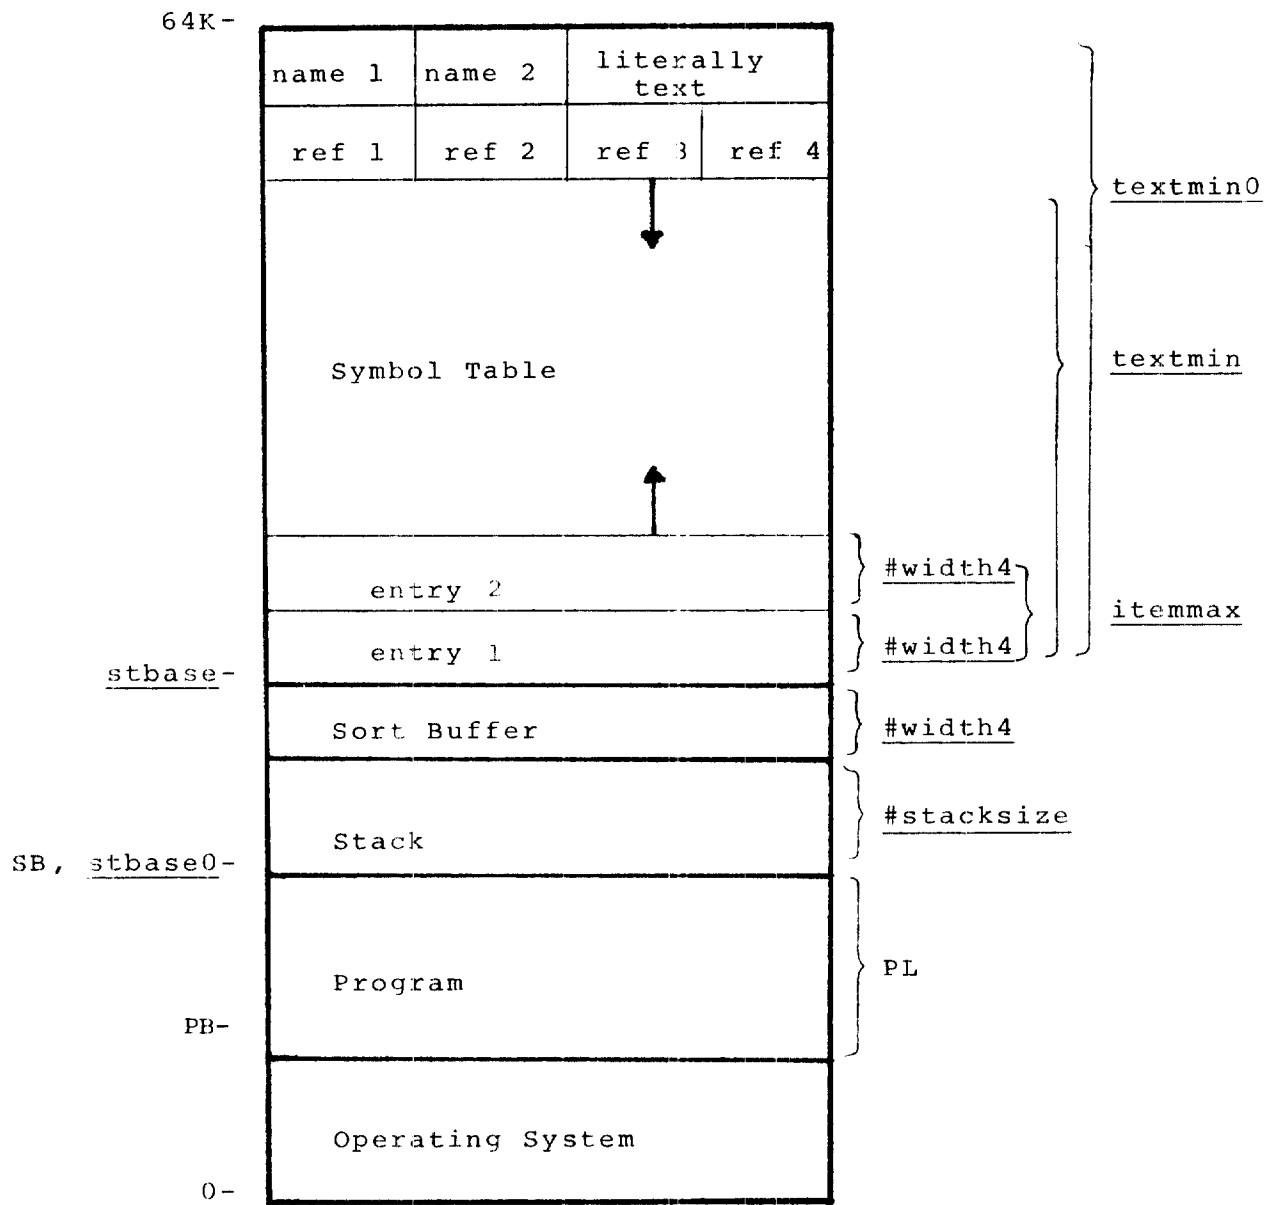 64K-
name 1 name 2 literally
text
ref 1 ref 2 ref 3 ref 4
textmin0
Symbol Table
textmin
#width4
entry 2
itemmax
#width4
entry 1
stbase-
Sort Buffer
#width4
#stacksize
Stack
SB, stbase0-
PL
Program
PB-
Operating System
0-